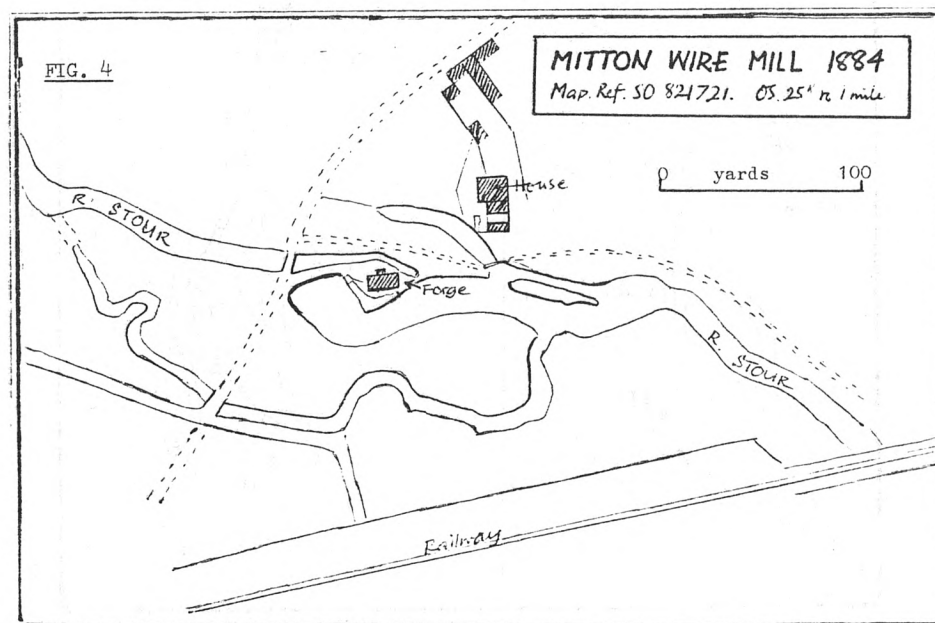 FIG. 4
MITTON WIRE MILL 1884
Map. Ref. SO 821721. OS. 25" to 1 mile
0 yards 100
House
R. STOUR
Forge
R. STOUR
Railway